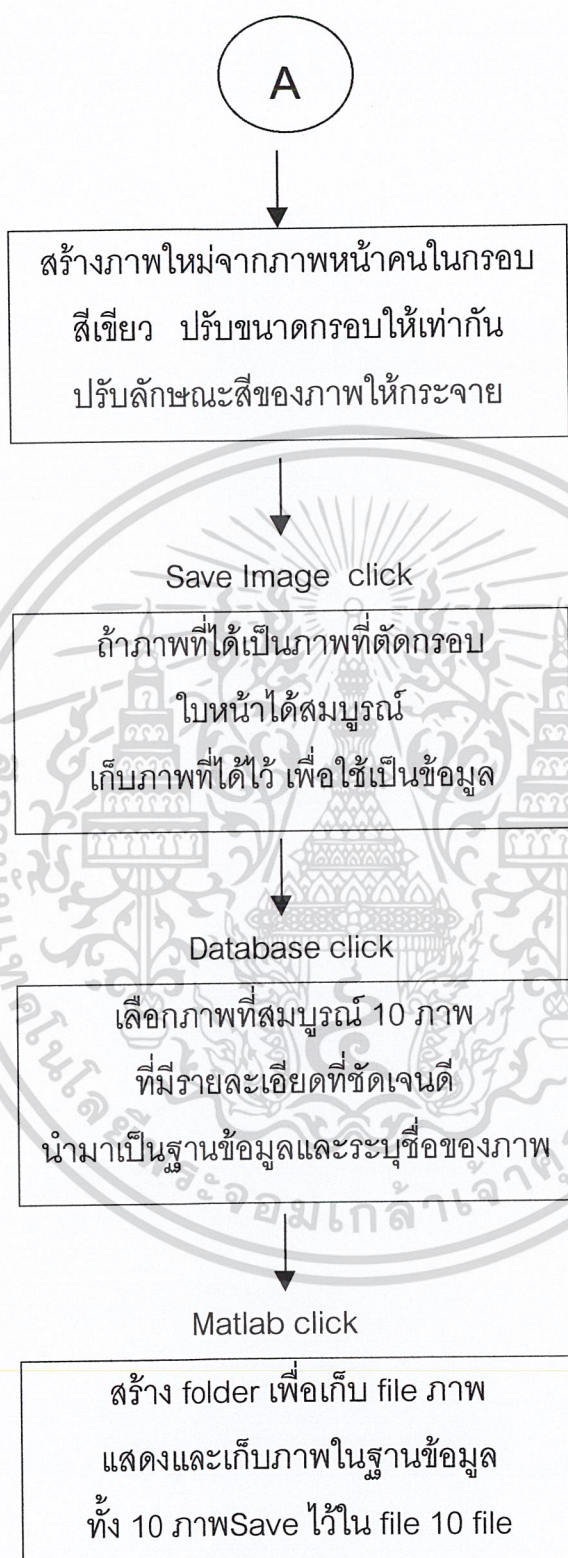 A
สร้างภาพใหม่จากภาพหน้าคนในกรอบ
สีเขียว ปรับขนาดกรอบให้เท่ากัน
ปรับลักษณะสีของภาพให้กระจาย
Save Image click
ถ้าภาพที่ได้เป็นภาพที่ตัดกรอบ
ใบหน้าได้สมบูรณ์
เก็บภาพที่ได้ไว้ เพื่อใช้เป็นข้อมูล
Database click
เลือกภาพที่สมบูรณ์ 10 ภาพ
ที่มีรายละเอียดที่ชัดเจนดี
นำมาเป็นฐานข้อมูลและระบุชื่อของภาพ
Matlab click
สร้าง folder เพื่อเก็บ file ภาพ
แสดงและเก็บภาพในฐานข้อมูล
ทั้ง 10 ภาพSave ไว้ใน file 10 file